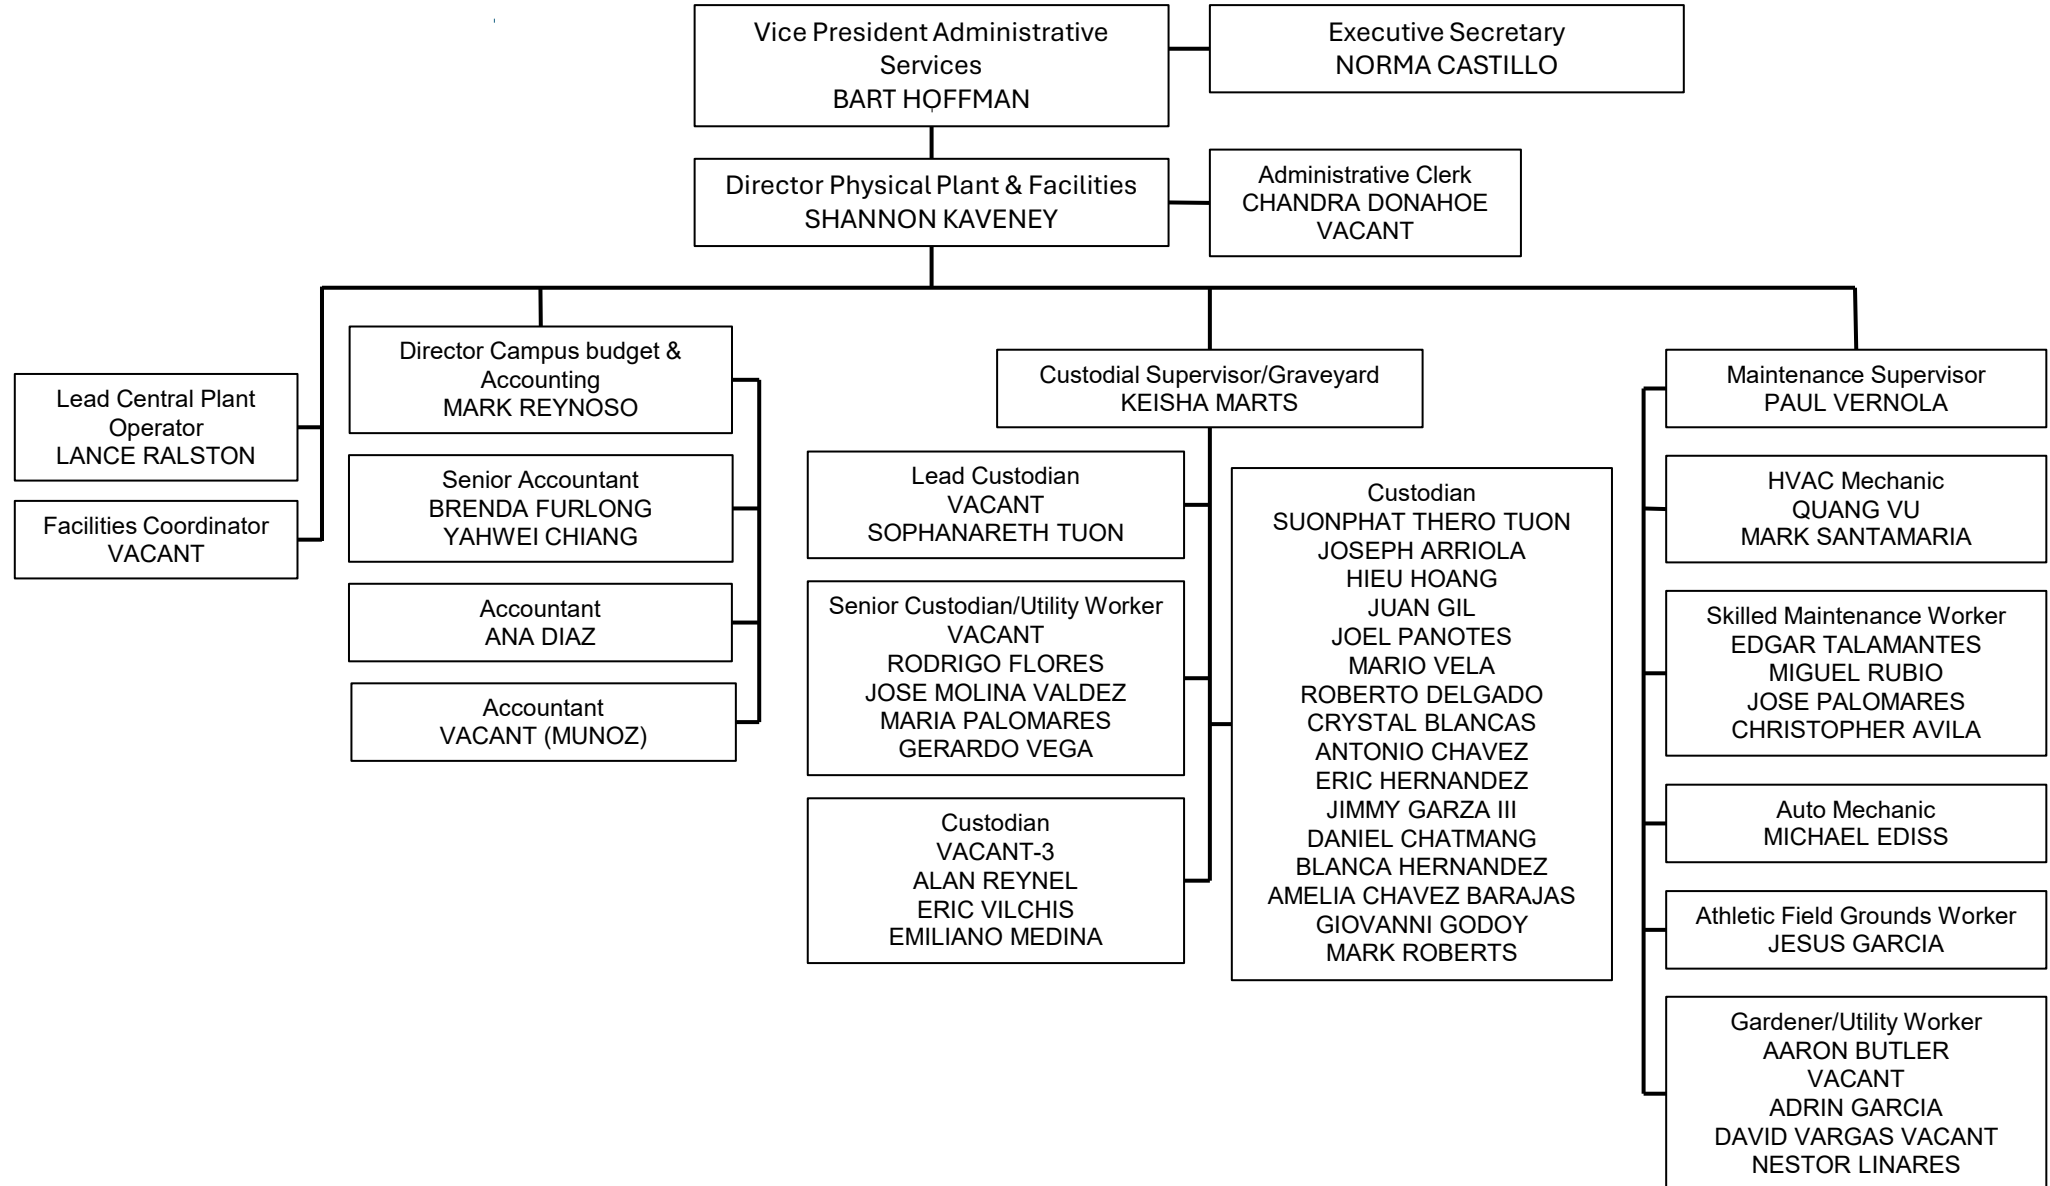 Vice President Administrative
Services
BART HOFFMAN
Executive Secretary
NORMA CASTILLO
Director Physical Plant & Facilities
SHANNON KAVENEY
Administrative Clerk
CHANDRA DONAHOE
VACANT
Lead Central Plant
Operator
LANCE RALSTON
Facilities Coordinator
VACANT
Director Campus budget &
Accounting
MARK REYNOSO
Senior Accountant
BRENDA FURLONG
YAHWEI CHIANG
Accountant
ANA DIAZ
Accountant
VACANT (MUNOZ)
Custodial Supervisor/Graveyard
KEISHA MARTS
Lead Custodian
VACANT
SOPHANARETH TUON
Senior Custodian/Utility Worker
VACANT
RODRIGO FLORES
JOSE MOLINA VALDEZ
MARIA PALOMARES
GERARDO VEGA
Custodian
VACANT-3
ALAN REYNEL
ERIC VILCHIS
EMILIANO MEDINA
Custodian
SUONPHAT THERO TUON
JOSEPH ARRIOLA
HIEU HOANG
JUAN GIL
JOEL PANOTES
MARIO VELA
ROBERTO DELGADO
CRYSTAL BLANCAS
ANTONIO CHAVEZ
ERIC HERNANDEZ
JIMMY GARZA III
DANIEL CHATMANG
BLANCA HERNANDEZ
AMELIA CHAVEZ BARAJAS
GIOVANNI GODOY
MARK ROBERTS
Maintenance Supervisor
PAUL VERNOLA
HVAC Mechanic
QUANG VU
MARK SANTAMARIA
Skilled Maintenance Worker
EDGAR TALAMANTES
MIGUEL RUBIO
JOSE PALOMARES
CHRISTOPHER AVILA
Auto Mechanic
MICHAEL EDISS
Athletic Field Grounds Worker
JESUS GARCIA
Gardener/Utility Worker
AARON BUTLER
VACANT
ADRIN GARCIA
DAVID VARGAS VACANT
NESTOR LINARES